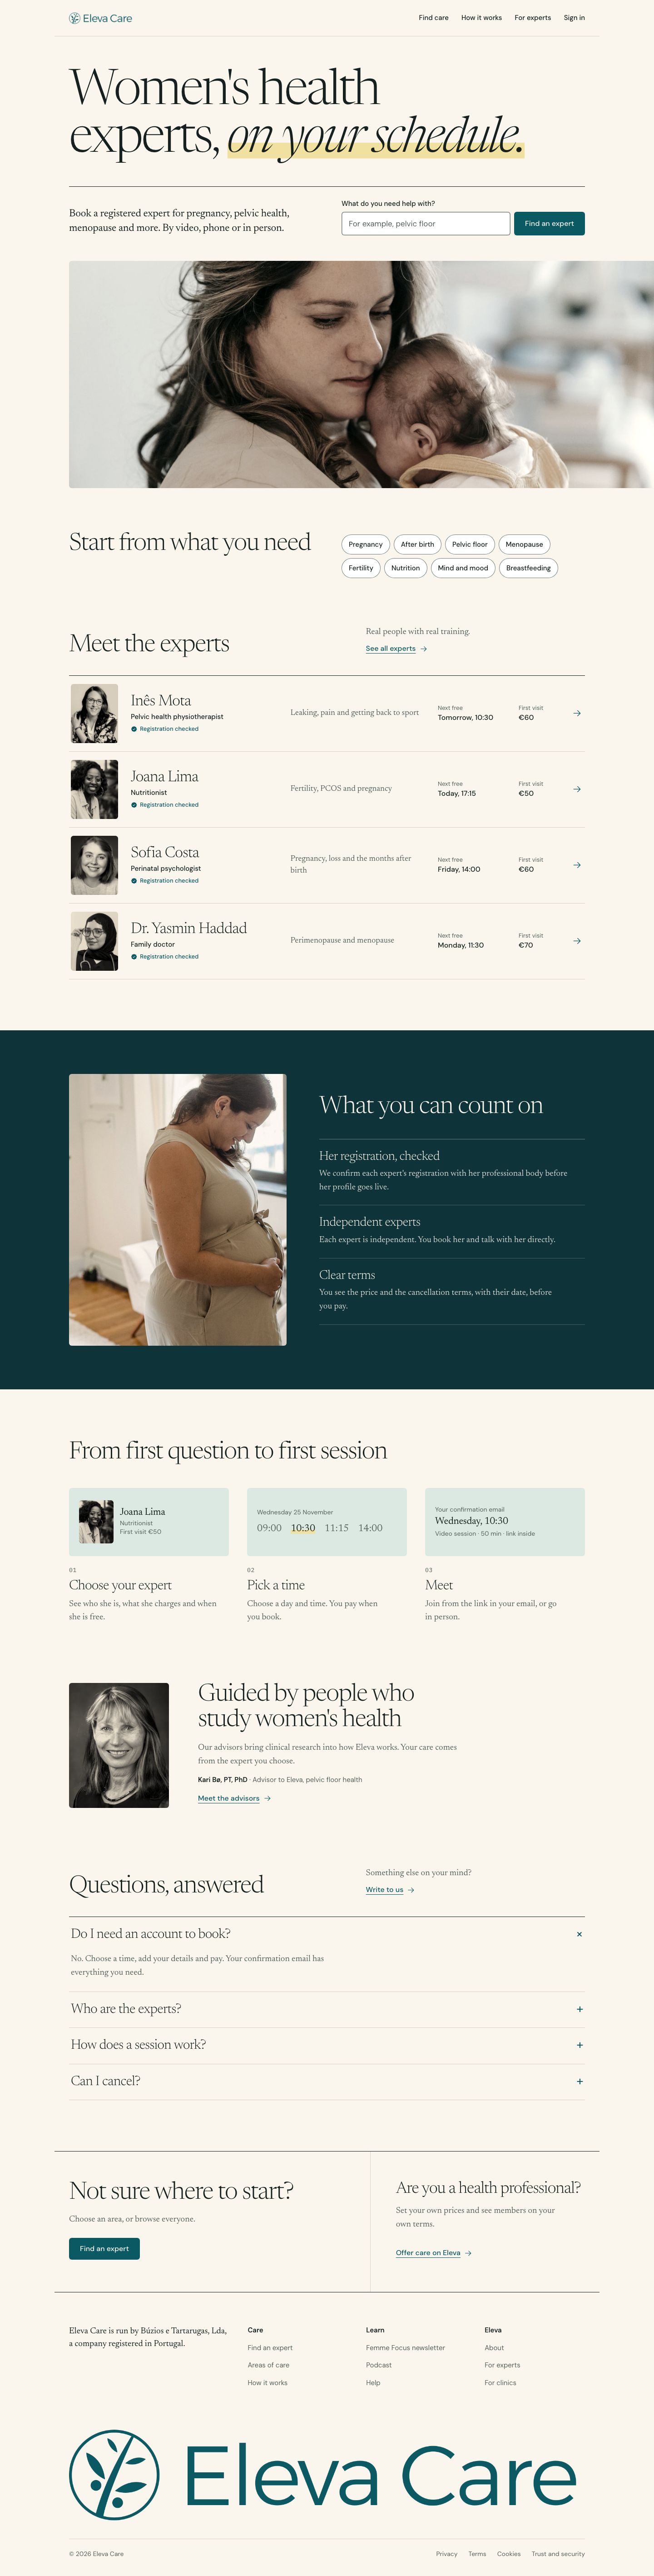 Eleva Care
Find care
How it works
For experts
Sign in
Women's health
experts, on your schedule.
Book a registered expert for pregnancy, pelvic health,
menopause and more. By video, phone or in person.
What do you need help with?
For example, pelvic floor
Find an expert
Start from what you need
Pregnancy
After birth
Pelvic floor
Menopause
Fertility
Nutrition
Mind and mood
Breastfeeding
Meet the experts
Real people with real training.
See all experts →
Inês Mota
Pelvic health physiotherapist
Registration checked
Leaking, pain and getting back to sport
Next free
Tomorrow, 10:30
First visit
€60
Joana Lima
Nutritionist
Registration checked
Fertility, PCOS and pregnancy
Next free
Today, 17:15
First visit
€50
Sofia Costa
Perinatal psychologist
Registration checked
Pregnancy, loss and the months after
birth
Next free
Friday, 14:00
First visit
€60
Dr. Yasmin Haddad
Family doctor
Registration checked
Perimenopause and menopause
Next free
Monday, 11:30
First visit
€70
What you can count on
Her registration, checked
We confirm each expert's registration with her professional body before
her profile goes live.
Independent experts
Each expert is independent. You book her and talk with her directly.
Clear terms
You see the price and the cancellation terms, with their date, before
you pay.
From first question to first session
Joana Lima
Nutritionist
First visit €50
01
Choose your expert
See who she is, what she charges and when
she is free.
Wednesday 25 November
09:00 10:30 11:15 14:00
02
Pick a time
Choose a day and time. You pay when
you book.
Your confirmation email
Wednesday, 10:30
Video session · 50 min · link inside
03
Meet
Join from the link in your email, or go
in person.
Guided by people who
study women's health
Our advisors bring clinical research into how Eleva works. Your care comes
from the expert you choose.
Kari Bø, PT, PhD · Advisor to Eleva, pelvic floor health
Meet the advisors →
Questions, answered
Something else on your mind?
Write to us →
Do I need an account to book?
No. Choose a time, add your details and pay. Your confirmation email has
everything you need.
Who are the experts?
How does a session work?
Can I cancel?
Not sure where to start?
Choose an area, or browse everyone.
Find an expert
Are you a health professional?
Set your own prices and see members on your
own terms.
Offer care on Eleva →
Eleva Care is run by Búzios e Tartarugas, Lda,
a company registered in Portugal.
Care
Find an expert
Areas of care
How it works
Learn
Femme Focus newsletter
Podcast
Help
Eleva
About
For experts
For clinics
Eleva Care
© 2026 Eleva Care
Privacy
Terms
Cookies
Trust and security